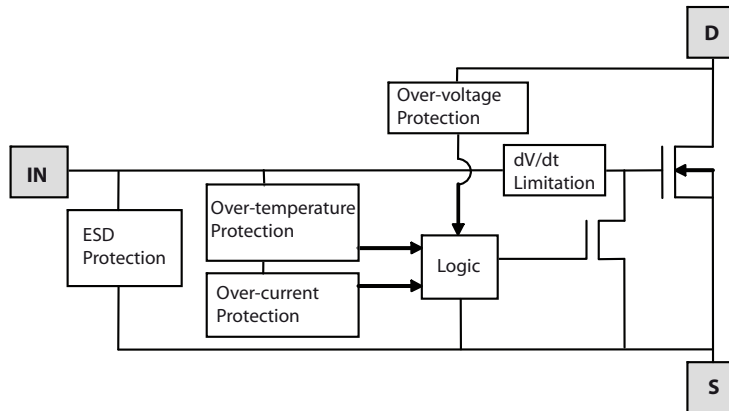 D
Over-voltage
Protection
IN
dV/dt
Limitation
ESD
Protection
Over-temperature
Protection
Logic
Over-current
Protection
S